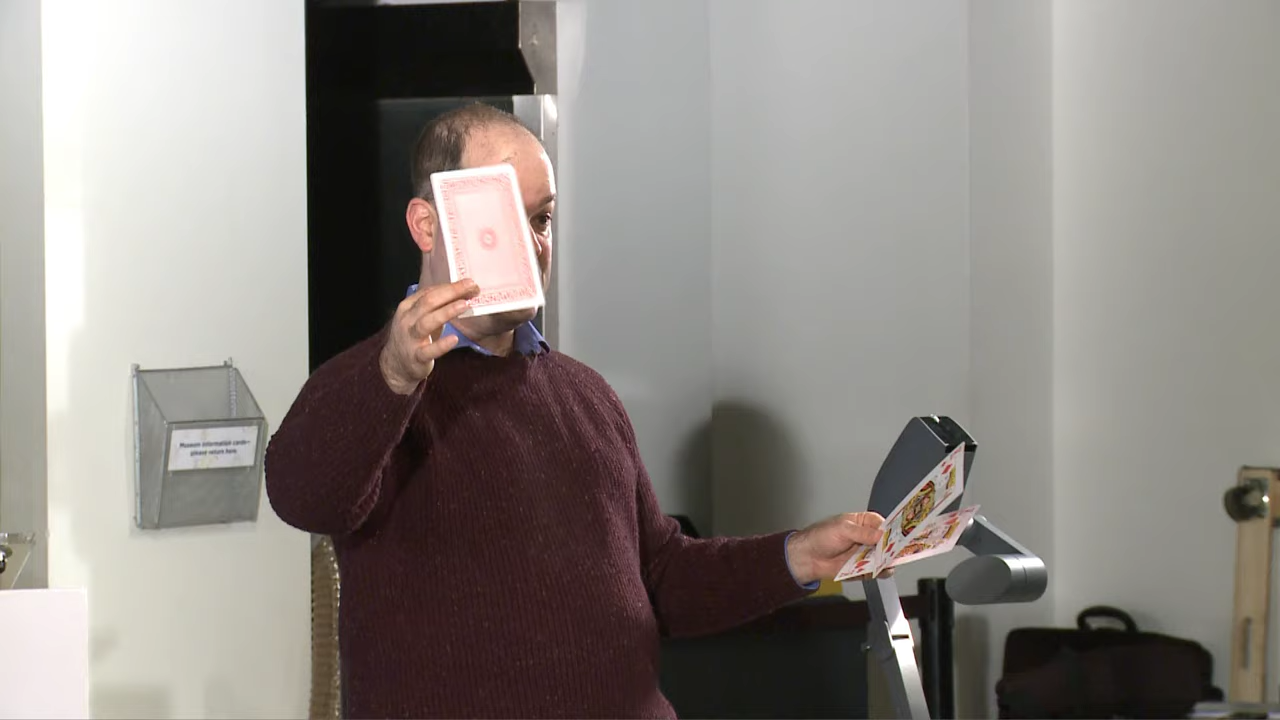 Museum information cards—
please return here.